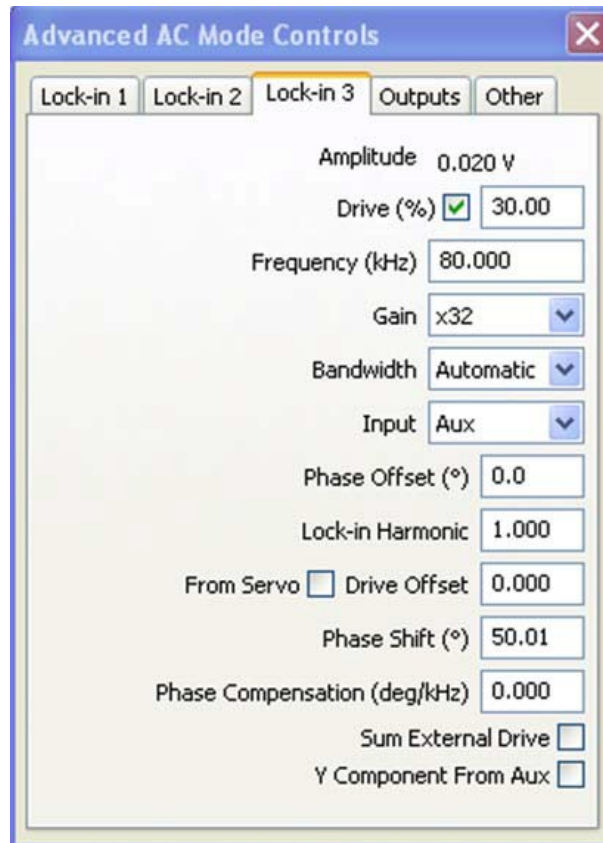 Advanced AC Mode Controls
Lock-in 1 Lock-in 2 Lock-in 3 Outputs Other
Amplitude 0.020 V
Drive (%) 30.00
Frequency (kHz) 80.000
Gain x32
Bandwidth Automatic
Input Aux
Phase Offset (°) 0.0
Lock-in Harmonic 1.000
From Servo Drive Offset 0.000
Phase Shift (°) 50.01
Phase Compensation (deg/kHz) 0.000
Sum External Drive
Y Component From Aux